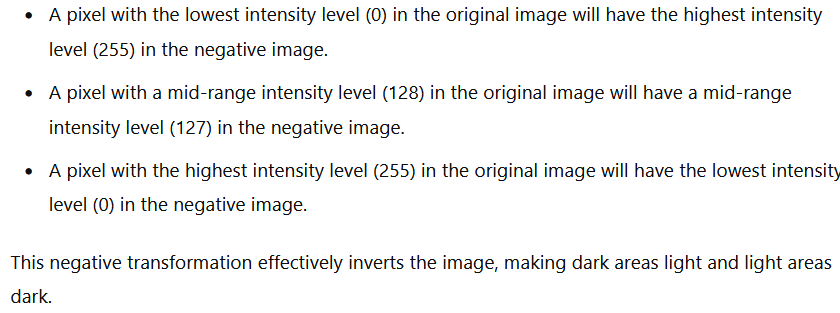 • A pixel with the lowest intensity level (0) in the original image will have the highest intensity
level (255) in the negative image.
• A pixel with a mid-range intensity level (128) in the original image will have a mid-range
intensity level (127) in the negative image.
• A pixel with the highest intensity level (255) in the original image will have the lowest intensity
level (0) in the negative image.
This negative transformation effectively inverts the image, making dark areas light and light areas
dark.